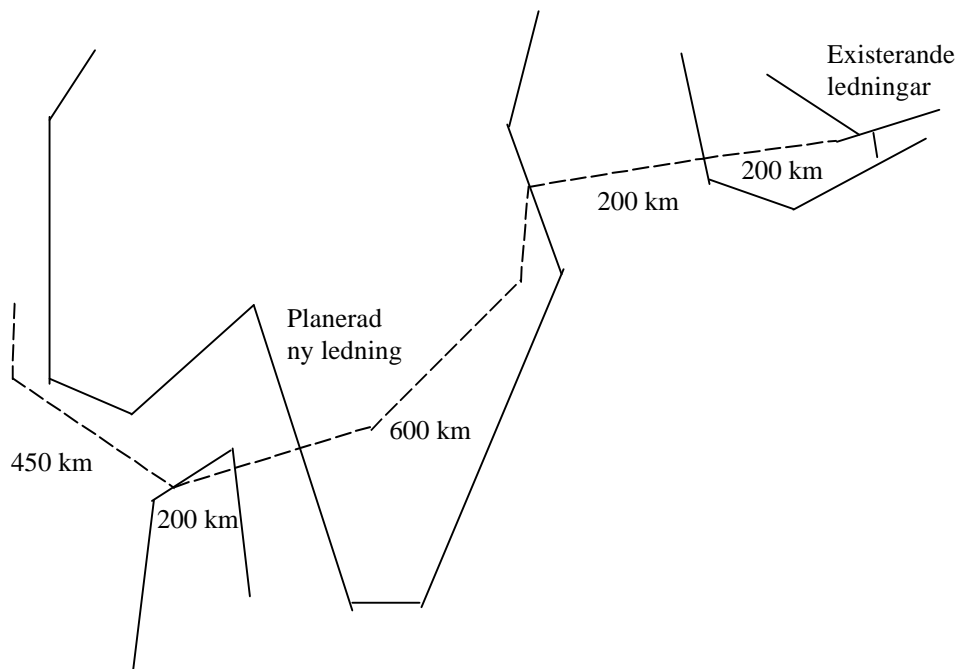 Existerande
ledningar
200 km
200 km
Planerad
ny ledning
600 km
450 km
200 km